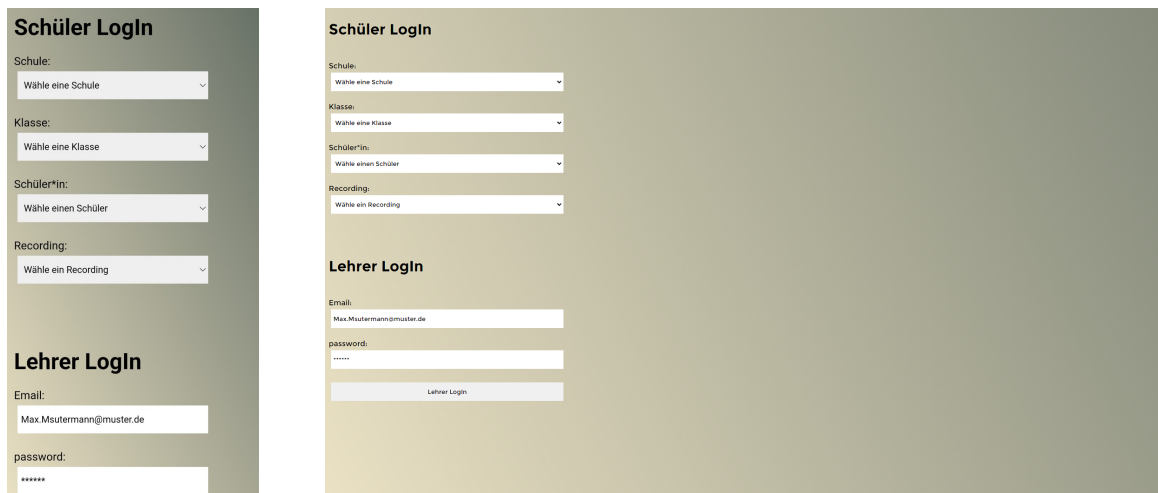 Schüler LogIn
Schule:
Wähle eine Schule
Klasse:
Wähle eine Klasse
Schüler*in:
Wähle einen Schüler
Recording:
Wähle ein Recording
Lehrer LogIn
Email:
Max.Msutermann@muster.de
password:
******
Schüler LogIn
Schule:
Wähle eine Schule
Klasse:
Wähle eine Klasse
Schüler*in:
Wähle einen Schüler
Recording:
Wähle ein Recording
Lehrer LogIn
Email:
Max.Msutermann@muster.de
password:
******
Lehrer LogIn